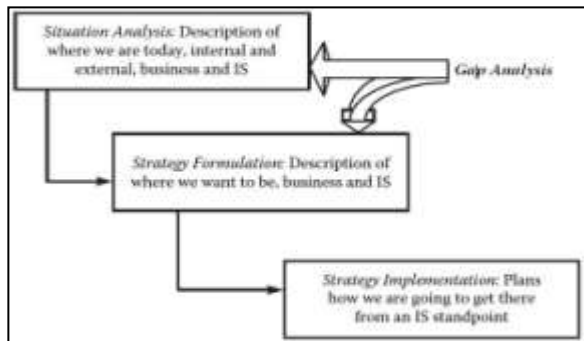 Situation Analysis: Description of
where we are today, internal and
external, business and IS
Gap Analysis
Strategy Formulation: Description of
where we want to be, business and IS
Strategy Implementation: Plans
how we are going to get there
from an IS standpoint